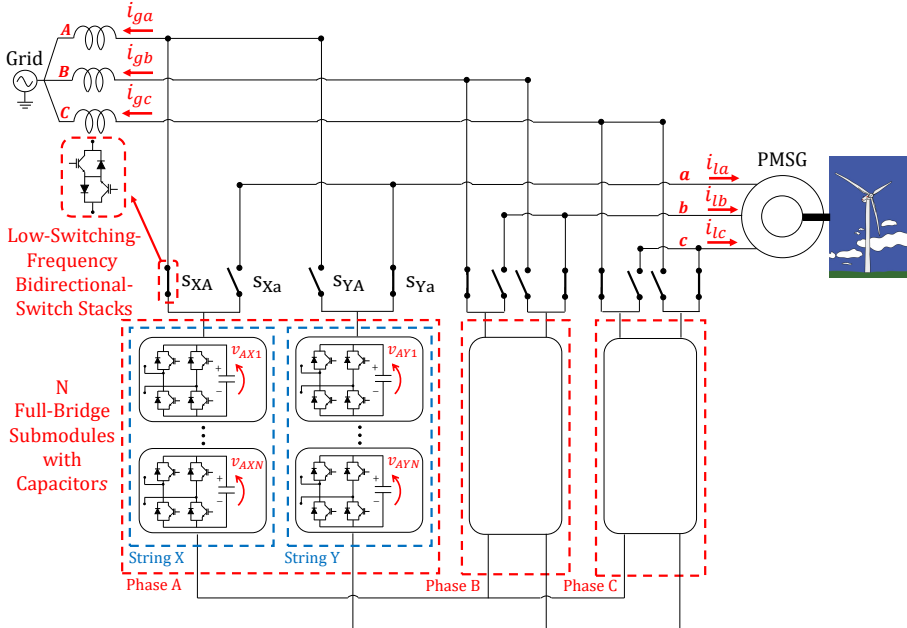 A
i_ga
Grid
B
i_gb
C
i_gc
PMSG
a
i_la
b
i_lb
c
i_lc
Low-Switching-
Frequency
Bidirectional-
Switch Stacks
S_XA
S_Xa
S_YA
S_Ya
N
Full-Bridge
Submodules
with
Capacitors
+
v_AX1
−
+
v_AY1
−
+
v_AXN
−
+
v_AYN
−
String X
String Y
Phase A
Phase B
Phase C